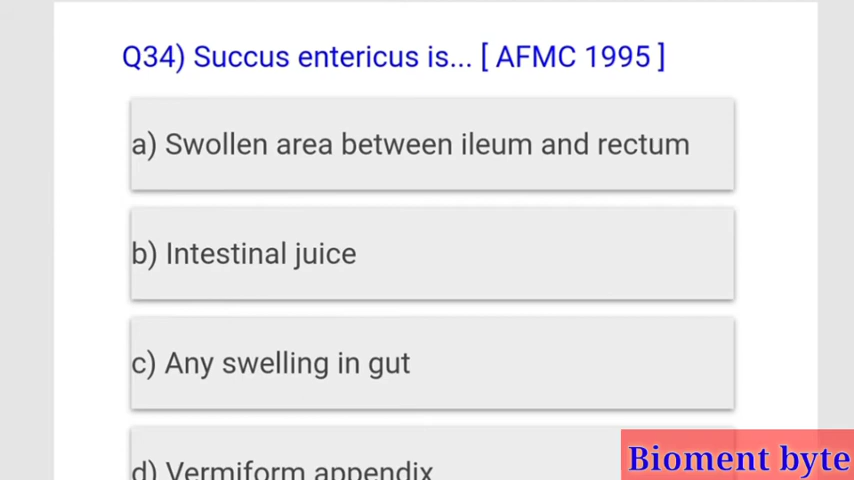 Q34) Succus entericus is... [ AFMC 1995 ]
a) Swollen area between ileum and rectum
b) Intestinal juice
c) Any swelling in gut
d) Vermiform appendix
Bioment byte